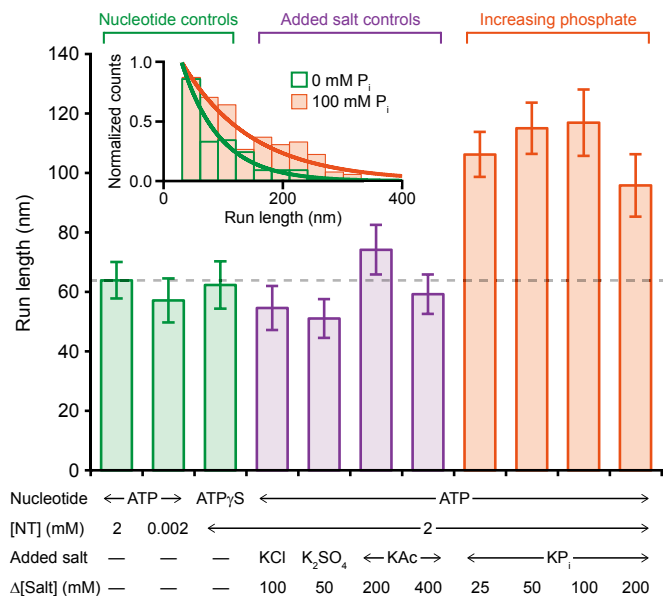 Nucleotide controls Added salt controls Increasing phosphate
140
120
100
80
60
40
20
0
Run length (nm)
1.0
0.5
0.0
Normalized counts
0 mM Pi
100 mM Pi
0 200 400
Run length (nm)
Nucleotide ATP ATPγS ATP
[NT] (mM) 2 0.002 2
Added salt — — — KCl K2SO4 KAc KPi
Δ[Salt] (mM) — — — 100 50 200 400 25 50 100 200